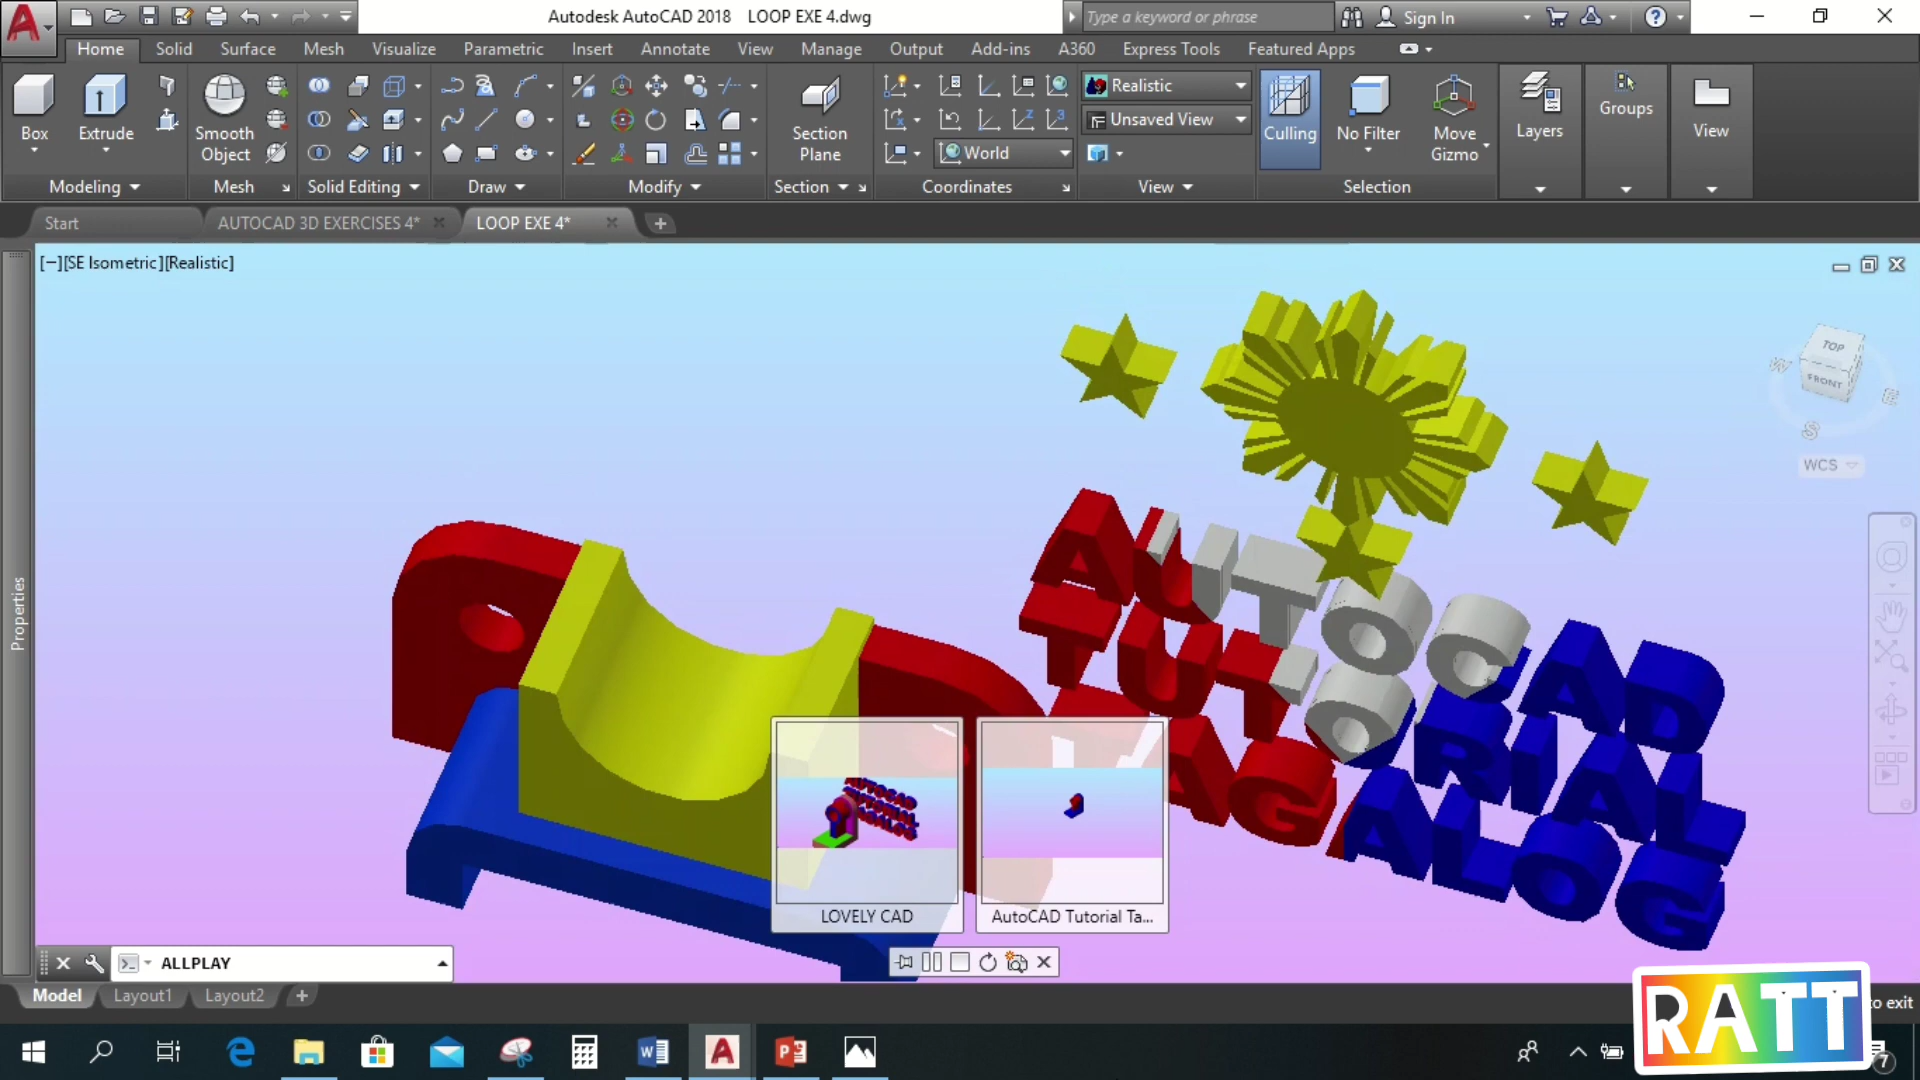 Autodesk AutoCAD 2018 LOOP EXE 4.dwg
Type a keyword or phrase
Sign In
Home Solid Surface Mesh Visualize Parametric Insert Annotate View Manage Output Add-ins A360 Express Tools Featured Apps
Box
Extrude
Smooth
Object
Section
Plane
Realistic
Unsaved View
World
Culling
No Filter
Move
Gizmo
Layers
Groups
View
Modeling Mesh Solid Editing Draw Modify Section Coordinates View Selection
Start AUTOCAD 3D EXERCISES 4* LOOP EXE 4*
[−][SE Isometric][Realistic]
TOP
FRONT
W
E
S
WCS
Properties
AUTOCAD
TUTORIAL
TAGALOG
LOVELY CAD
AutoCAD Tutorial Ta...
ALLPLAY
Model Layout1 Layout2
to exit
RATT
7